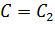 C = C₂